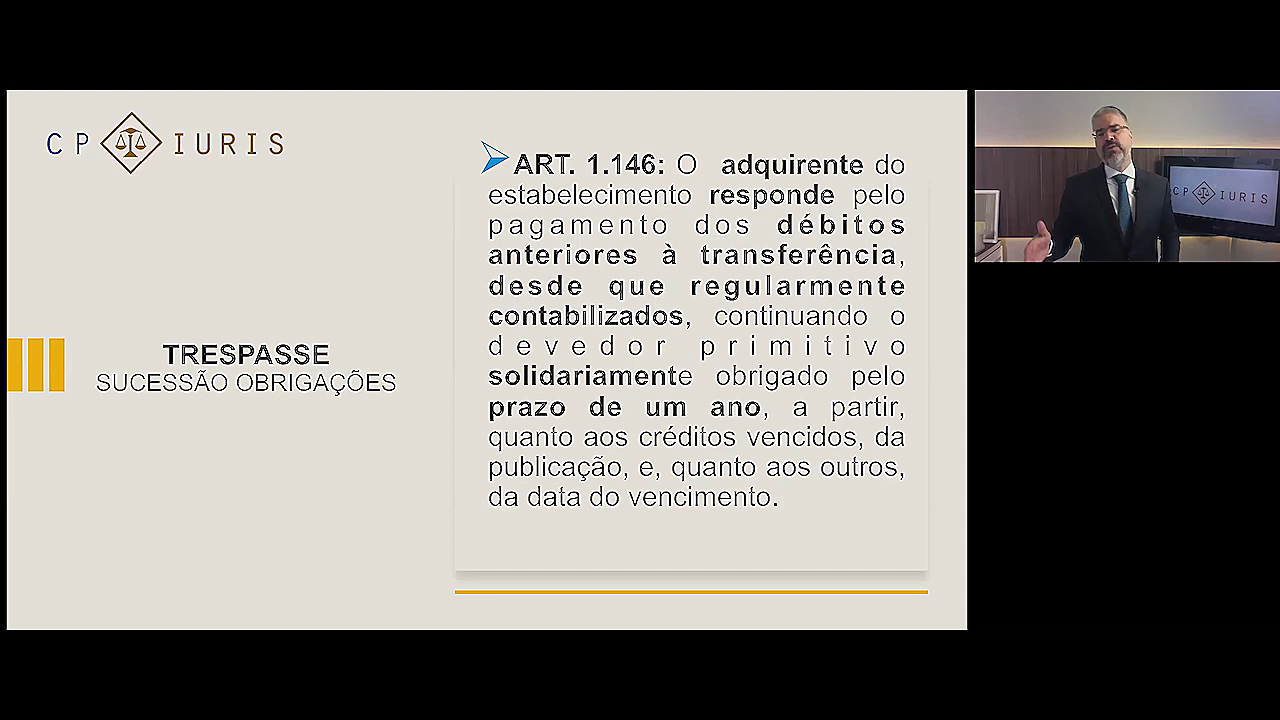 CP IURIS
TRESPASSE
SUCESSÃO OBRIGAÇÕES
ART. 1.146: O adquirente do
estabelecimento responde pelo
pagamento dos débitos
anteriores à transferência,
desde que regularmente
contabilizados, continuando o
devedor primitivo
solidariamente obrigado pelo
prazo de um ano, a partir,
quanto aos créditos vencidos, da
publicação, e, quanto aos outros,
da data do vencimento.
CP IURIS